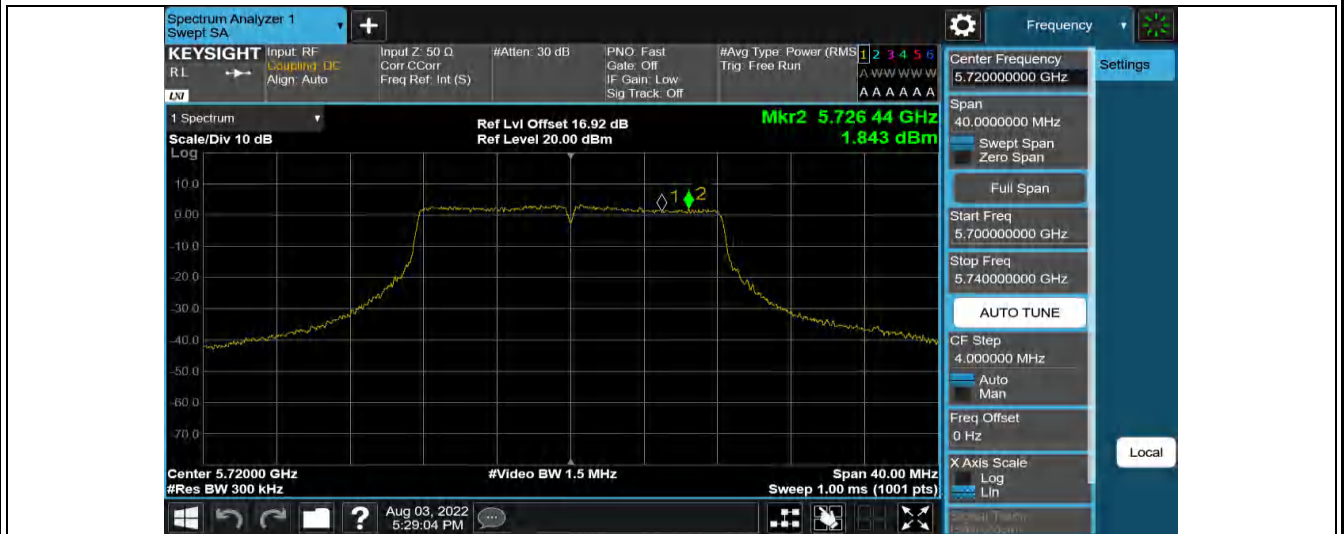 Spectrum Analyzer 1
Swept SA
+
Frequency
KEYSIGHT
RL
LXI
Input: RF
Coupling: DC
Align: Auto
Input Z: 50 Ω
Corr CCorr
Freq Ref: Int (S)
#Atten: 30 dB
PNO: Fast
Gate: Off
IF Gain: Low
Sig Track: Off
#Avg Type: Power (RMS
Trig: Free Run
1 2 3 4 5 6
A W W W W W
A A A A A A
Center Frequency
5.720000000 GHz
Settings
Span
40.0000000 MHz
Swept Span
Zero Span
Full Span
Start Freq
5.700000000 GHz
Stop Freq
5.740000000 GHz
AUTO TUNE
CF Step
4.000000 MHz
Auto
Man
Freq Offset
0 Hz
X Axis Scale
Log
Lin
Local
1 Spectrum
Scale/Div 10 dB
Log
Ref Lvl Offset 16.92 dB
Ref Level 20.00 dBm
Mkr2 5.726 44 GHz
1.843 dBm
10.0
0.00
-10.0
-20.0
-30.0
-40.0
-50.0
-60.0
-70.0
1
2
Center 5.72000 GHz
#Res BW 300 kHz
#Video BW 1.5 MHz
Span 40.00 MHz
Sweep 1.00 ms (1001 pts)
?
Aug 03, 2022
5:29:04 PM